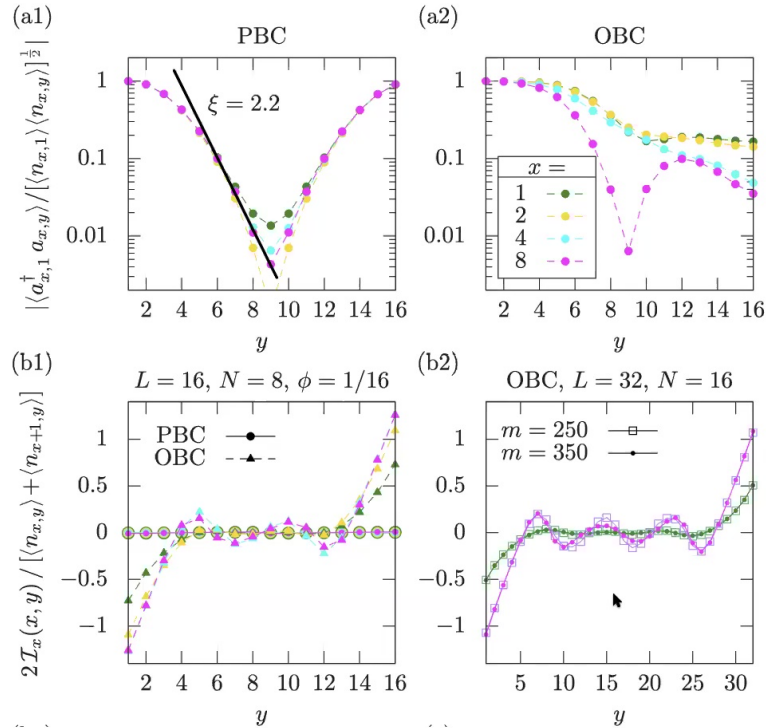 (a1)
PBC
|⟨a†x,1 ax,y⟩/[⟨nx,1⟩⟨nx,y⟩]^1/2|
1
0.1
0.01
ξ = 2.2
2 4 6 8 10 12 14 16
y
(a2)
OBC
1
0.1
0.01
x =
1
2
4
8
2 4 6 8 10 12 14 16
y
(b1)
L = 16, N = 8, ϕ = 1/16
2ℐx(x, y) / [⟨nx,y⟩+⟨nx+1,y⟩]
PBC
OBC
1
0.5
0
−0.5
−1
2 4 6 8 10 12 14 16
y
(b2)
OBC, L = 32, N = 16
m = 250
m = 350
1
0.5
0
−0.5
−1
5 10 15 20 25 30
y